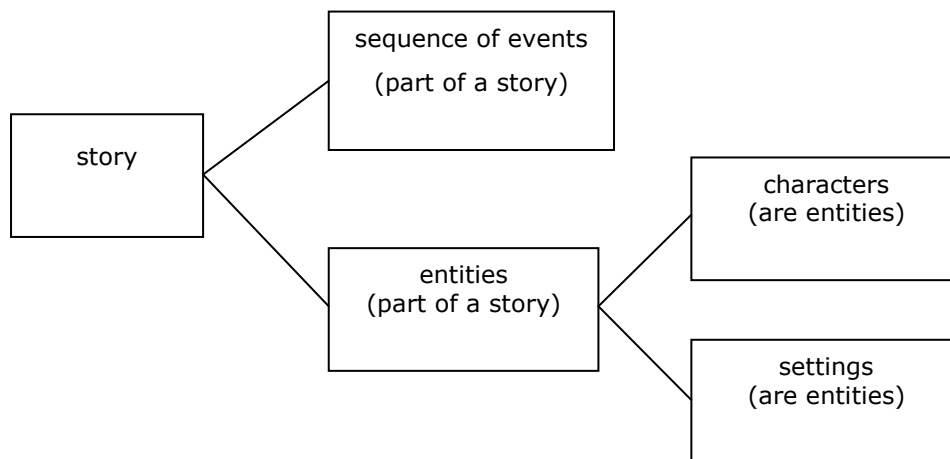 sequence of events
(part of a story)
story
characters
(are entities)
entities
(part of a story)
settings
(are entities)